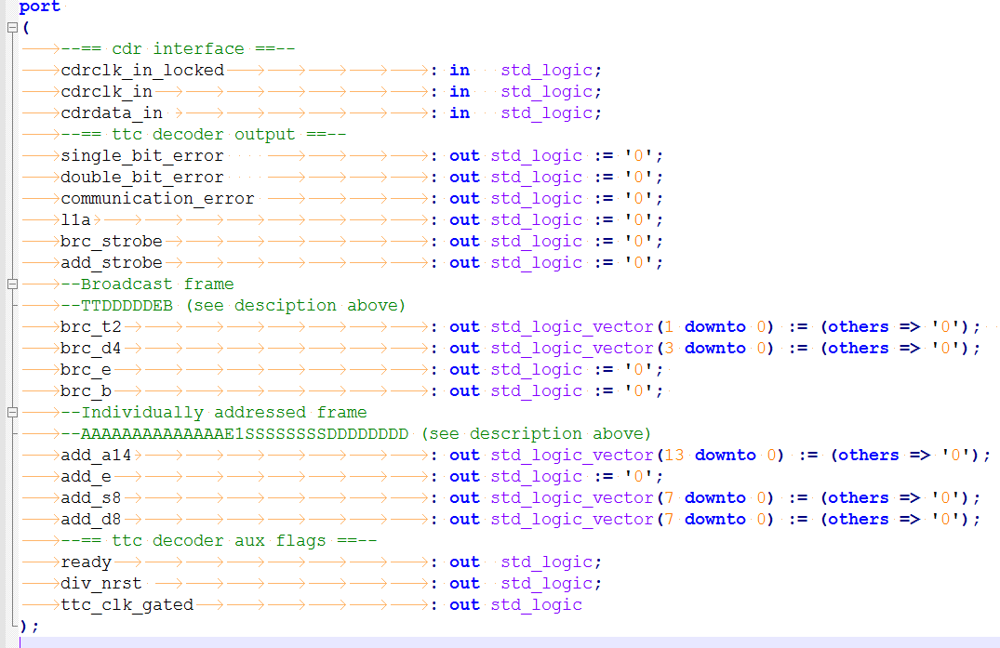 port
(
--== cdr interface ==--
cdrclk_in_locked : in std_logic;
cdrclk_in : in std_logic;
cdrdata_in : in std_logic;
--== ttc decoder output ==--
single_bit_error : out std_logic := '0';
double_bit_error : out std_logic := '0';
communication_error : out std_logic := '0';
l1a : out std_logic := '0';
brc_strobe : out std_logic := '0';
add_strobe : out std_logic := '0';
--Broadcast frame
--TTDDDDDEB (see desciption above)
brc_t2 : out std_logic_vector(1 downto 0) := (others => '0');
brc_d4 : out std_logic_vector(3 downto 0) := (others => '0');
brc_e : out std_logic := '0';
brc_b : out std_logic := '0';
--Individually addressed frame
--AAAAAAAAAAAAAAE1SSSSSSSSDDDDDDDD (see description above)
add_a14 : out std_logic_vector(13 downto 0) := (others => '0');
add_e : out std_logic := '0';
add_s8 : out std_logic_vector(7 downto 0) := (others => '0');
add_d8 : out std_logic_vector(7 downto 0) := (others => '0');
--== ttc decoder aux flags ==--
ready : out std_logic;
div_nrst : out std_logic;
ttc_clk_gated : out std_logic
);